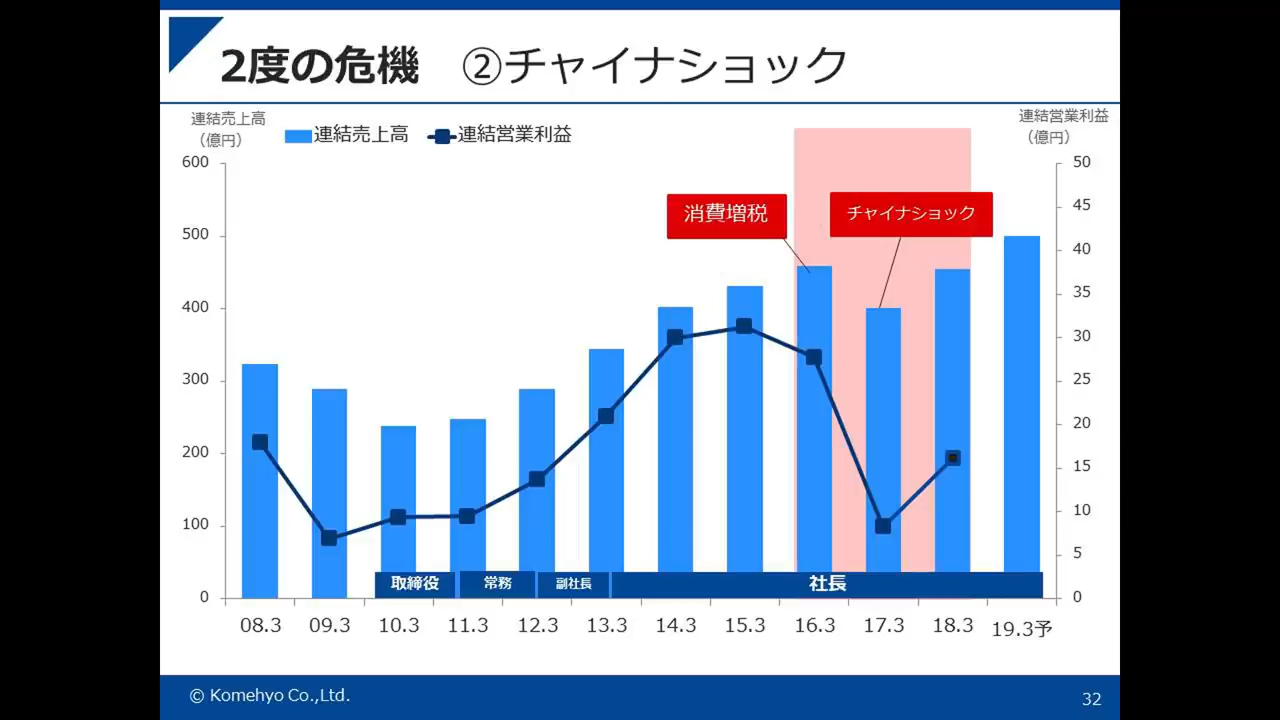 2度の危機 ②チャイナショック
連結売上高
（億円）
連結売上高
連結営業利益
連結営業利益
（億円）
600
500
400
300
200
100
0
50
45
40
35
30
25
20
15
10
5
0
消費増税
チャイナショック
取締役
常務
副社長
社長
08.3
09.3
10.3
11.3
12.3
13.3
14.3
15.3
16.3
17.3
18.3
19.3予
© Komehyo Co.,Ltd.
32